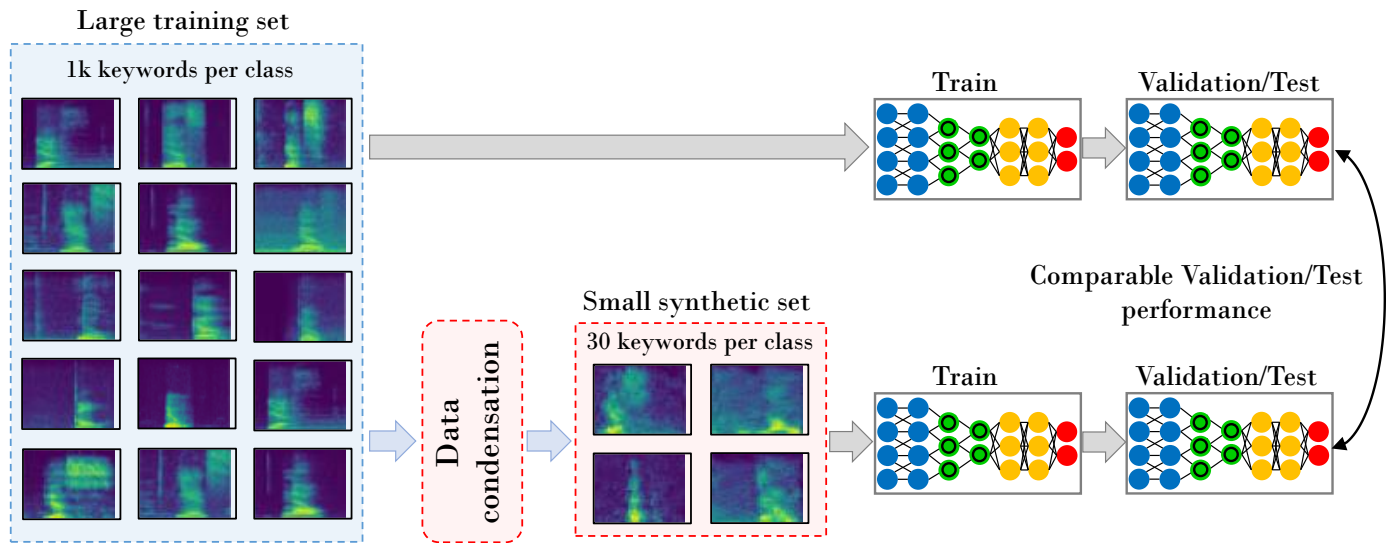 Large training set
1k keywords per class
Train
Validation/Test
Comparable Validation/Test
performance
Small synthetic set
30 keywords per class
Data
condensation
Train
Validation/Test